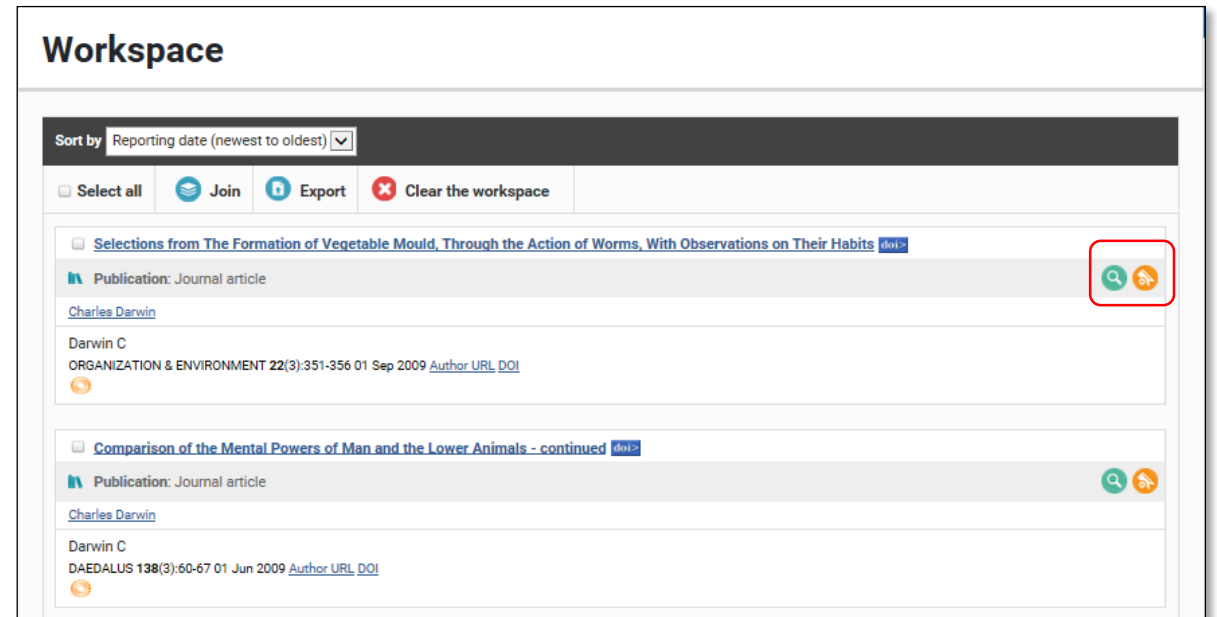 Workspace
Sort by Reporting date (newest to oldest)
Select all Join Export Clear the workspace
Selections from The Formation of Vegetable Mould, Through the Action of Worms, With Observations on Their Habits doi>
Publication: Journal article
Charles Darwin
Darwin C
ORGANIZATION & ENVIRONMENT 22(3):351-356 01 Sep 2009 Author URL DOI
Comparison of the Mental Powers of Man and the Lower Animals - continued doi>
Publication: Journal article
Charles Darwin
Darwin C
DAEDALUS 138(3):60-67 01 Jun 2009 Author URL DOI